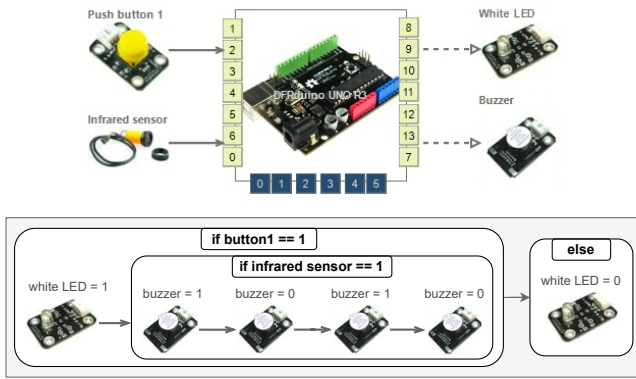 Push button 1
White LED
1
8
2
9
3
10
DFRduino UNO R3
4
11
Buzzer
5
12
Infrared sensor
6
13
0
7
0 1 2 3 4 5
if button1 == 1
else
if infrared sensor == 1
white LED = 1
buzzer = 1
buzzer = 0
buzzer = 1
buzzer = 0
white LED = 0